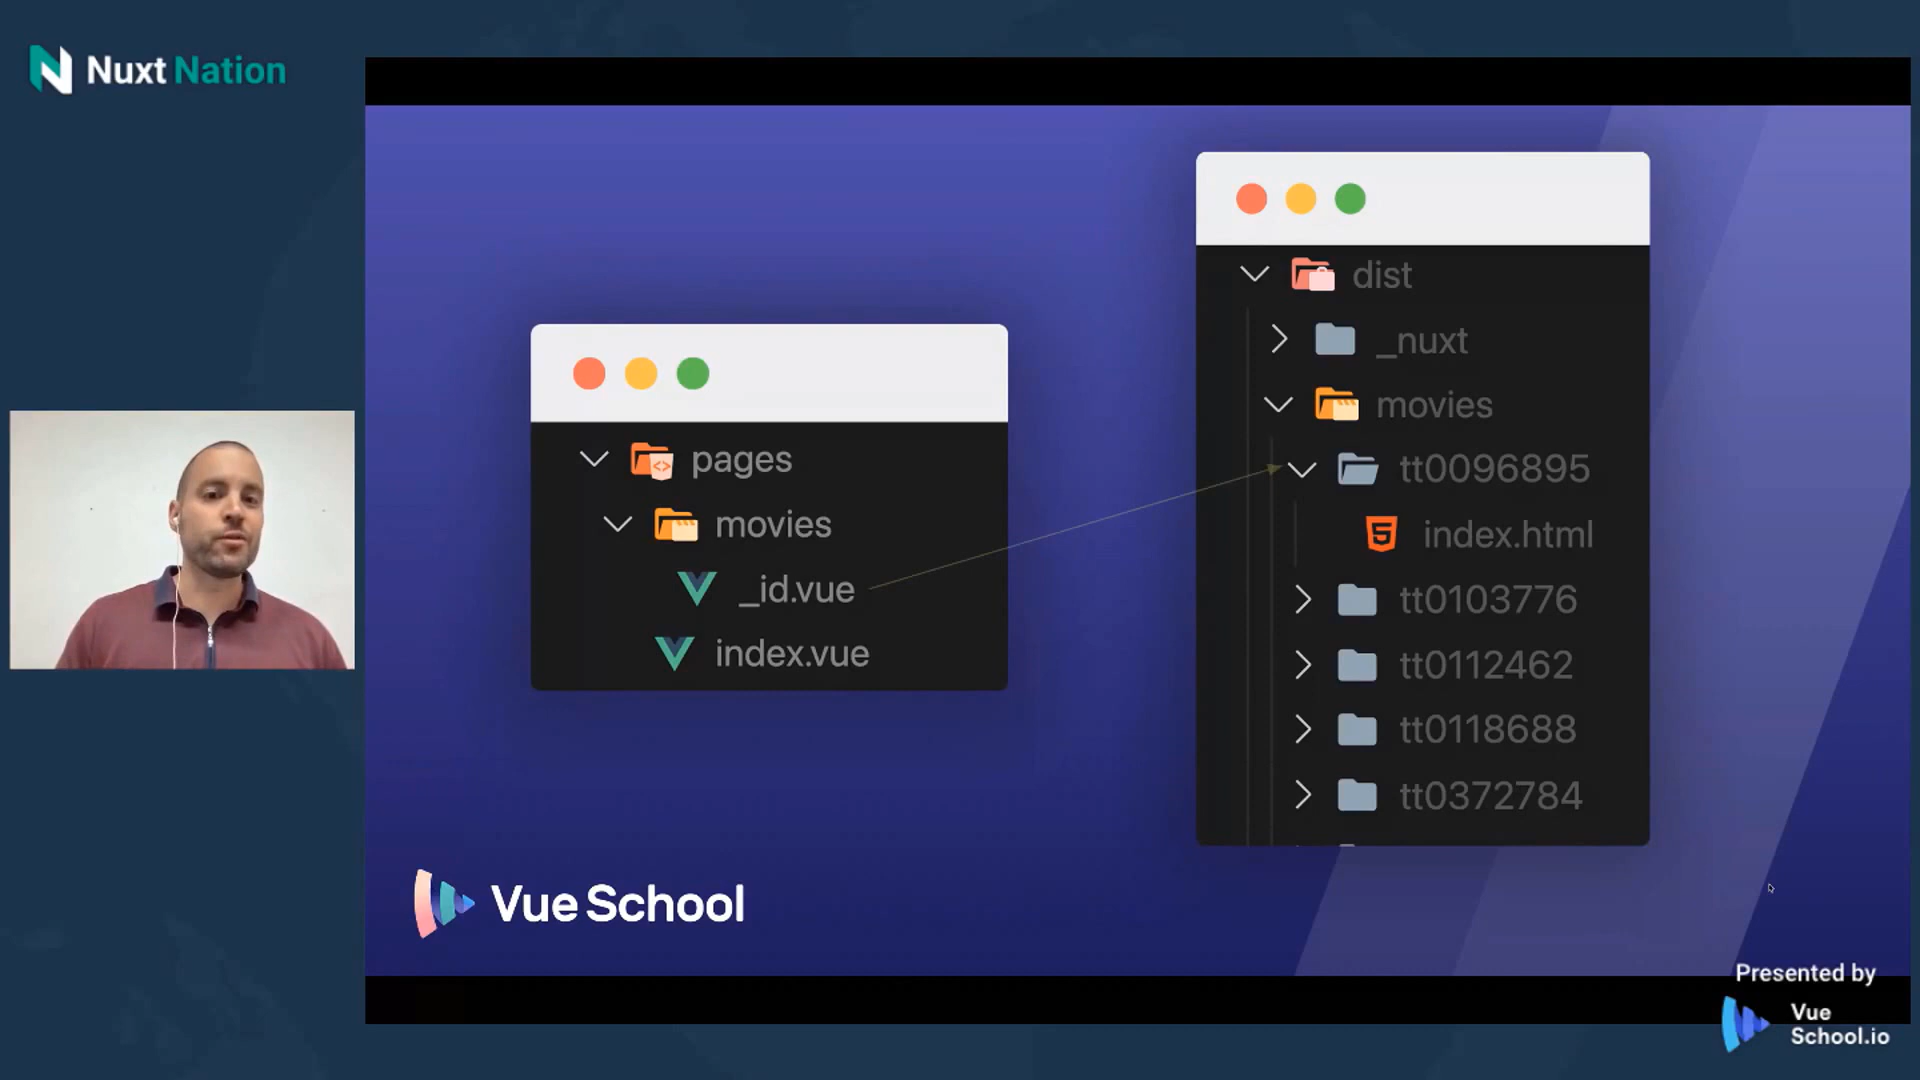 Nuxt Nation
pages
movies
_id.vue
index.vue
dist
_nuxt
movies
tt0096895
index.html
tt0103776
tt0112462
tt0118688
tt0372784
Vue School
Presented by
Vue
School.io